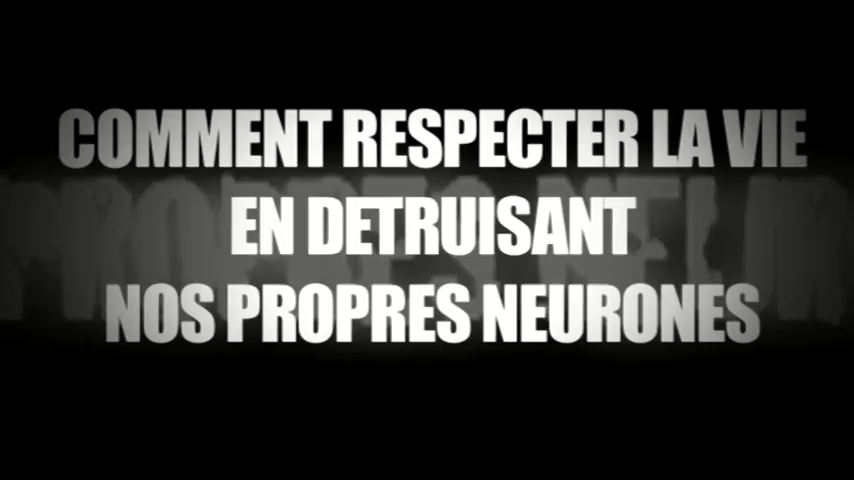 COMMENT RESPECTER LA VIE
EN DETRUISANT
NOS PROPRES NEURONES